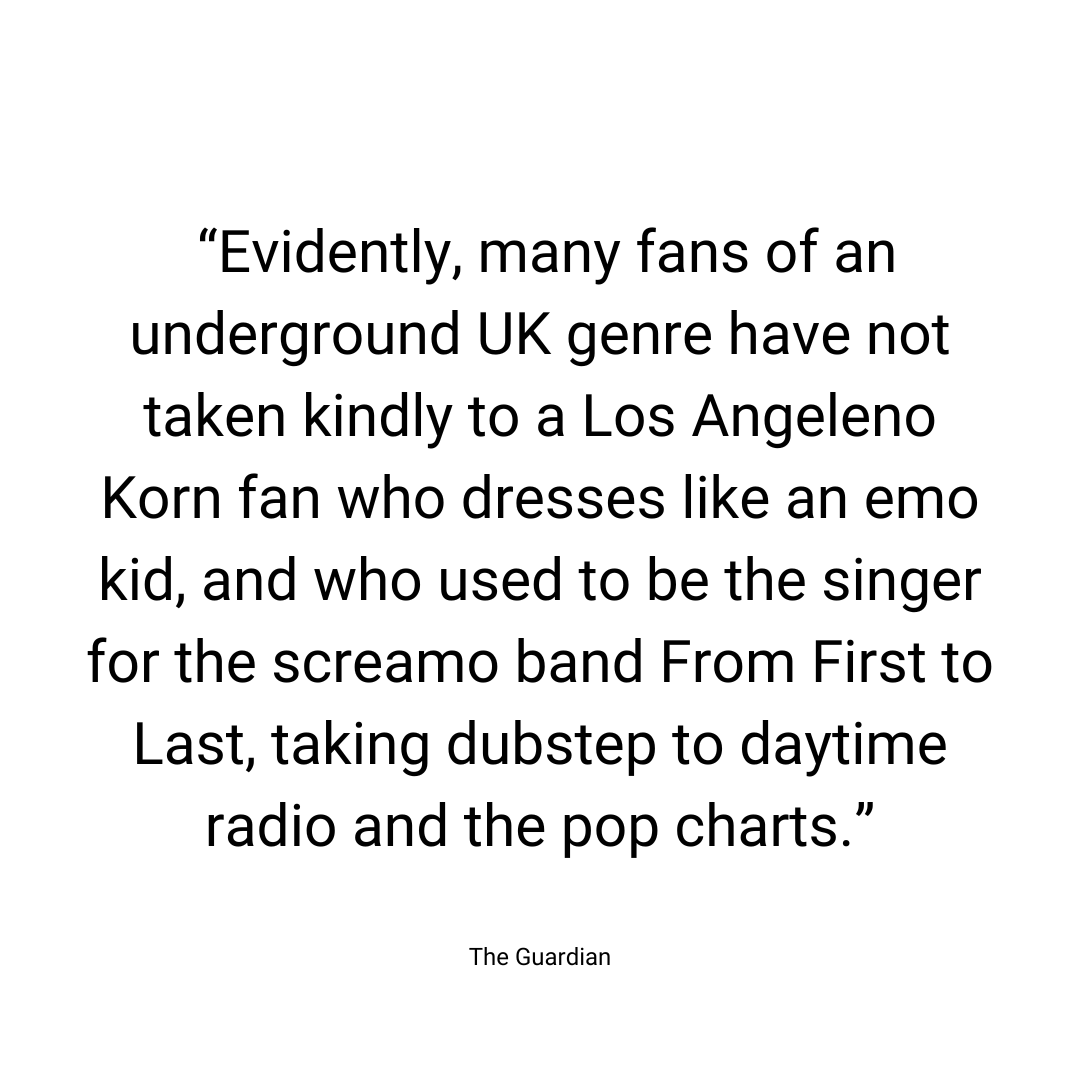 “Evidently, many fans of an
underground UK genre have not
taken kindly to a Los Angeleno
Korn fan who dresses like an emo
kid, and who used to be the singer
for the screamo band From First to
Last, taking dubstep to daytime
radio and the pop charts.”
The Guardian